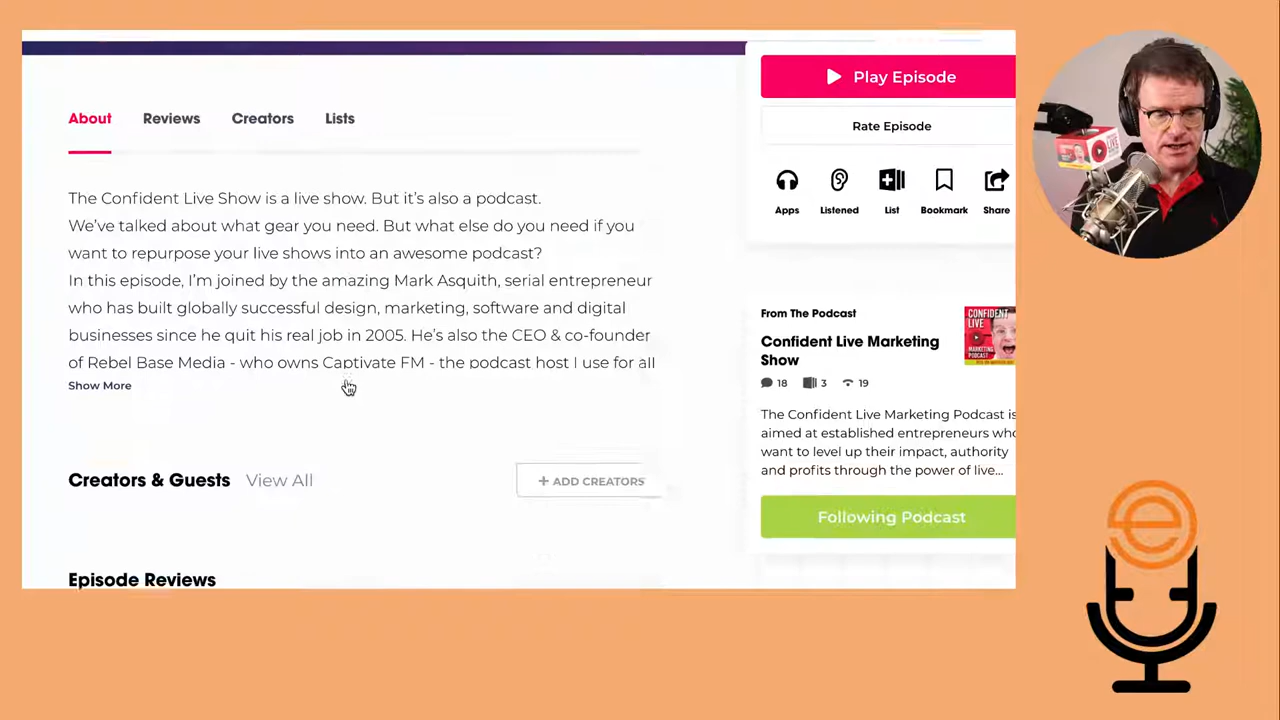 About
Reviews
Creators
Lists
The Confident Live Show is a live show. But it's also a podcast.
We've talked about what gear you need. But what else do you need if you
want to repurpose your live shows into an awesome podcast?
In this episode, I'm joined by the amazing Mark Asquith, serial entrepreneur
who has built globally successful design, marketing, software and digital
businesses since he quit his real job in 2005. He's also the CEO & co-founder
of Rebel Base Media - who owns Captivate FM - the podcast host I use for all
Show More
Creators & Guests View All
+ ADD CREATORS
Episode Reviews
Play Episode
Rate Episode
Apps
Listened
List
Bookmark
Share
From The Podcast
Confident Live Marketing
Show
18
3
19
The Confident Live Marketing Podcast is
aimed at established entrepreneurs who
want to level up their impact, authority
and profits through the power of live...
Following Podcast
CONFIDENT
LIVE
e